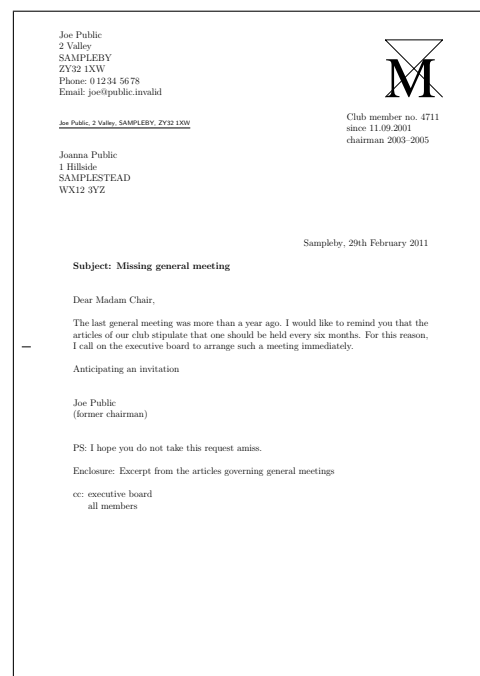 Joe Public
2 Valley
SAMPLEBY
ZY32 1XW
Phone: 0 12 34 56 78
Email: joe@public.invalid
M
Club member no. 4711
since 11.09.2001
chairman 2003–2005
Joe Public, 2 Valley, SAMPLEBY, ZY32 1XW
Joanna Public
1 Hillside
SAMPLESTEAD
WX12 3YZ
Sampleby, 29th February 2011
Subject: Missing general meeting
Dear Madam Chair,
The last general meeting was more than a year ago. I would like to remind you that the
articles of our club stipulate that one should be held every six months. For this reason,
I call on the executive board to arrange such a meeting immediately.
Anticipating an invitation
Joe Public
(former chairman)
PS: I hope you do not take this request amiss.
Enclosure: Excerpt from the articles governing general meetings
cc: executive board
all members